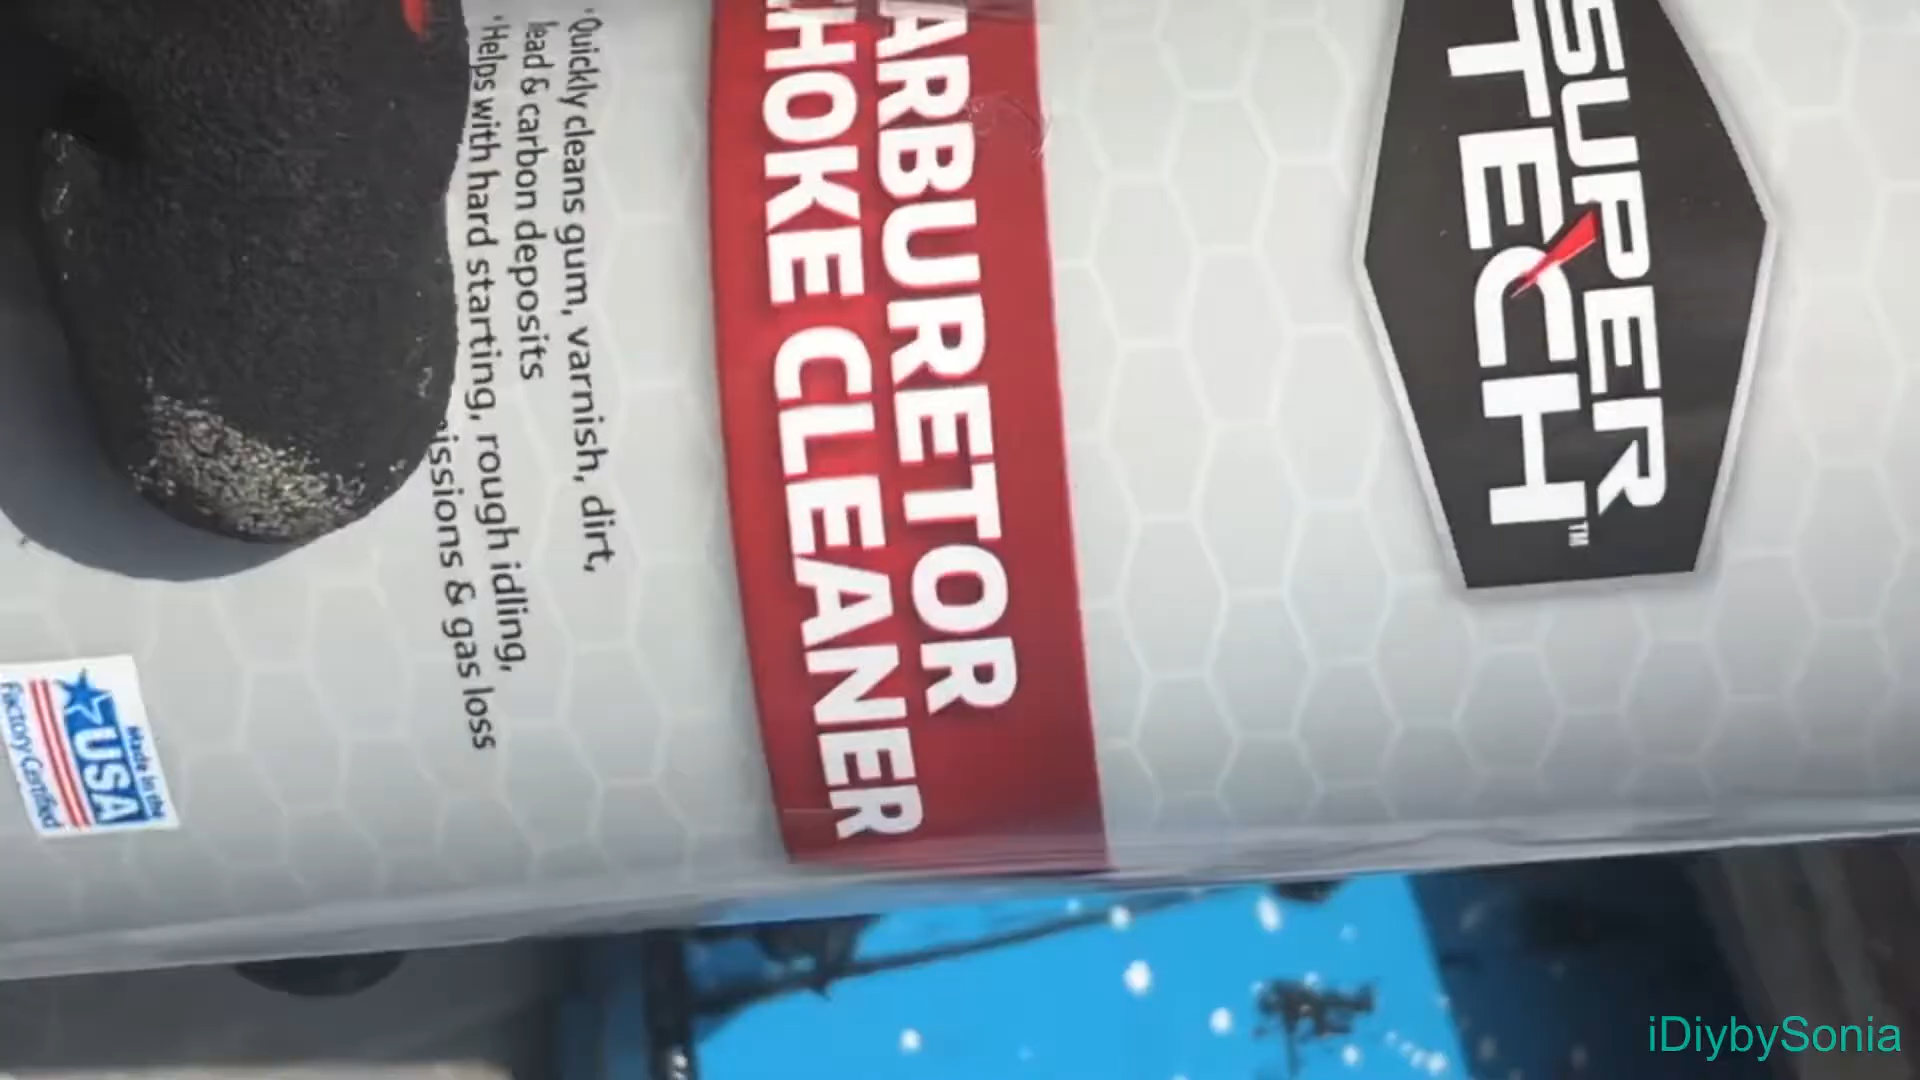 SUPER
TECH™
ARBURETOR
HOKE CLEANER
•Quickly cleans gum, varnish, dirt,
lead & carbon deposits
•Helps with hard starting, rough idling,
issions & gas loss
Made in the
USA
Factory Certified
iDiybySonia